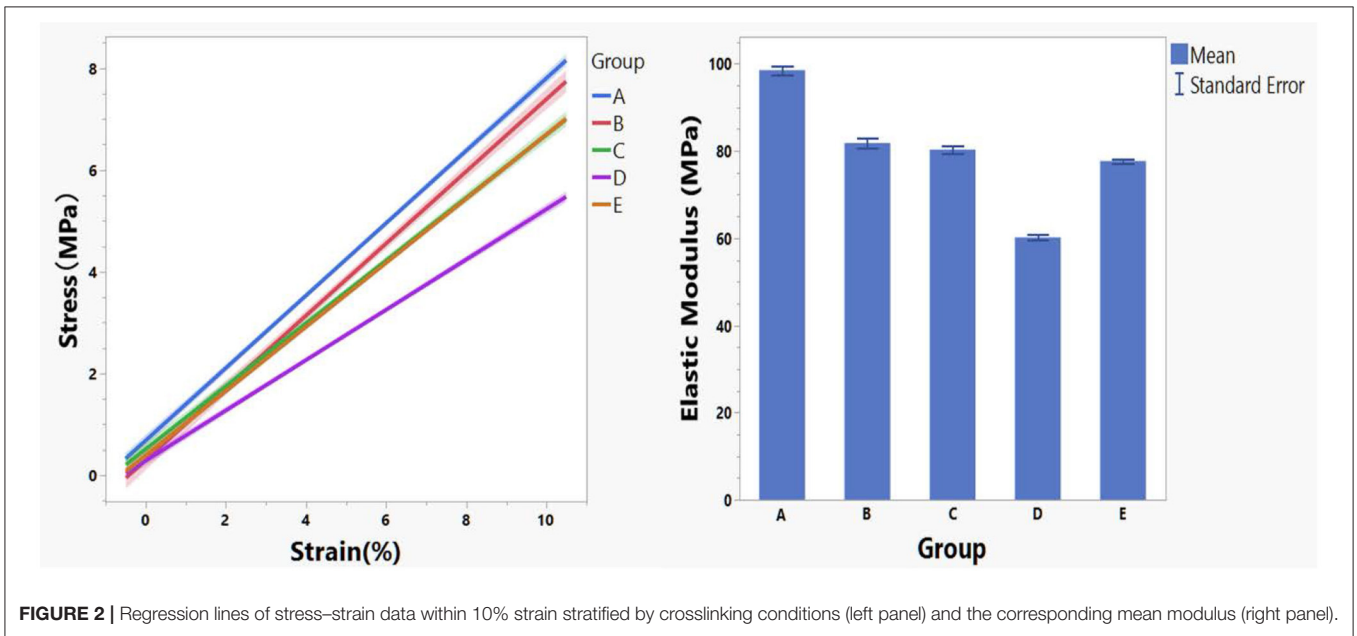 8
6
4
2
0
Stress(MPa)
0 2 4 6 8 10
Strain(%)
Group
A
B
C
D
E
100
80
60
40
20
0
Elastic Modulus (MPa)
A B C D E
Group
Mean
Standard Error
FIGURE 2 | Regression lines of stress–strain data within 10% strain stratified by crosslinking conditions (left panel) and the corresponding mean modulus (right panel).